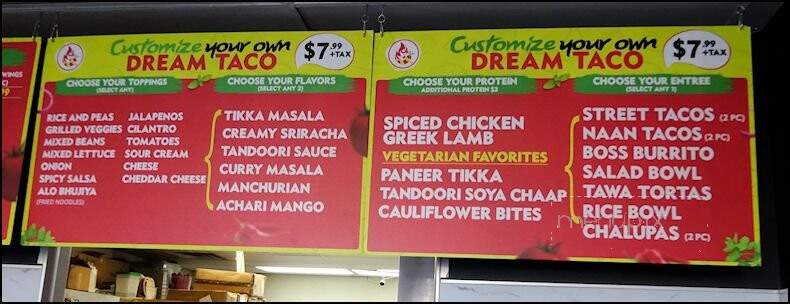 WINGS
Customize your own
DREAM TACO
$7.99
+TAX
CHOOSE YOUR TOPPINGS
(SELECT ANY)
RICE AND PEAS
GRILLED VEGGIES
MIXED BEANS
MIXED LETTUCE
ONION
SPICY SALSA
ALO BHUJIYA
(FRIED NOODLES)
JALAPENOS
CILANTRO
TOMATOES
SOUR CREAM
CHEESE
CHEDDAR CHEESE
CHOOSE YOUR FLAVORS
(SELECT ANY 2)
TIKKA MASALA
CREAMY SRIRACHA
TANDOORI SAUCE
CURRY MASALA
MANCHURIAN
ACHARI MANGO
Customize your own
DREAM TACO
$7.99
+TAX
CHOOSE YOUR PROTEIN
ADDITIONAL PROTEIN $3
SPICED CHICKEN
GREEK LAMB
VEGETARIAN FAVORITES
PANEER TIKKA
TANDOORI SOYA CHAAP
CAULIFLOWER BITES
CHOOSE YOUR ENTREE
STREET TACOS (2 PC)
NAAN TACOS (2 PC)
BOSS BURRITO
SALAD BOWL
TAWA TORTAS
RICE BOWL
CHALUPAS (2 PC)